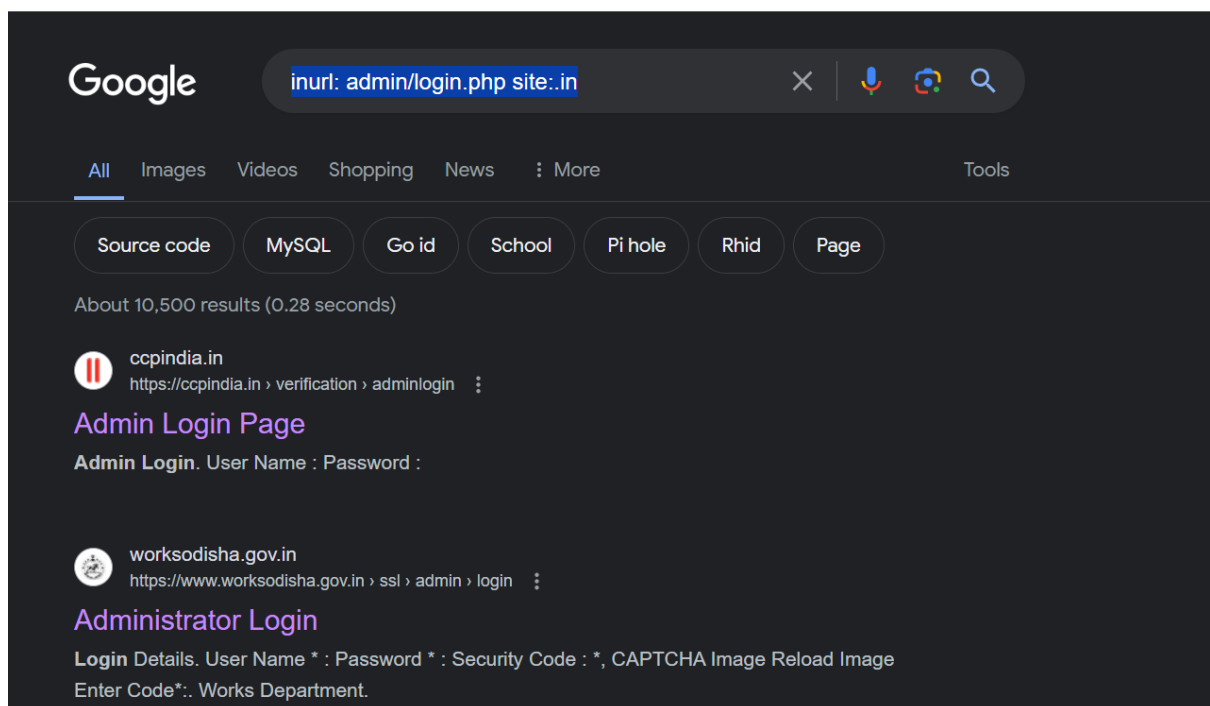 Google
inurl: admin/login.php site:.in
All Images Videos Shopping News More Tools
Source code MySQL Go id School Pi hole Rhid Page
About 10,500 results (0.28 seconds)
ccpindia.in
https://ccpindia.in › verification › adminlogin
Admin Login Page
Admin Login. User Name : Password :
worksodisha.gov.in
https://www.worksodisha.gov.in › ssl › admin › login
Administrator Login
Login Details. User Name * : Password * : Security Code : *, CAPTCHA Image Reload Image
Enter Code*:. Works Department.